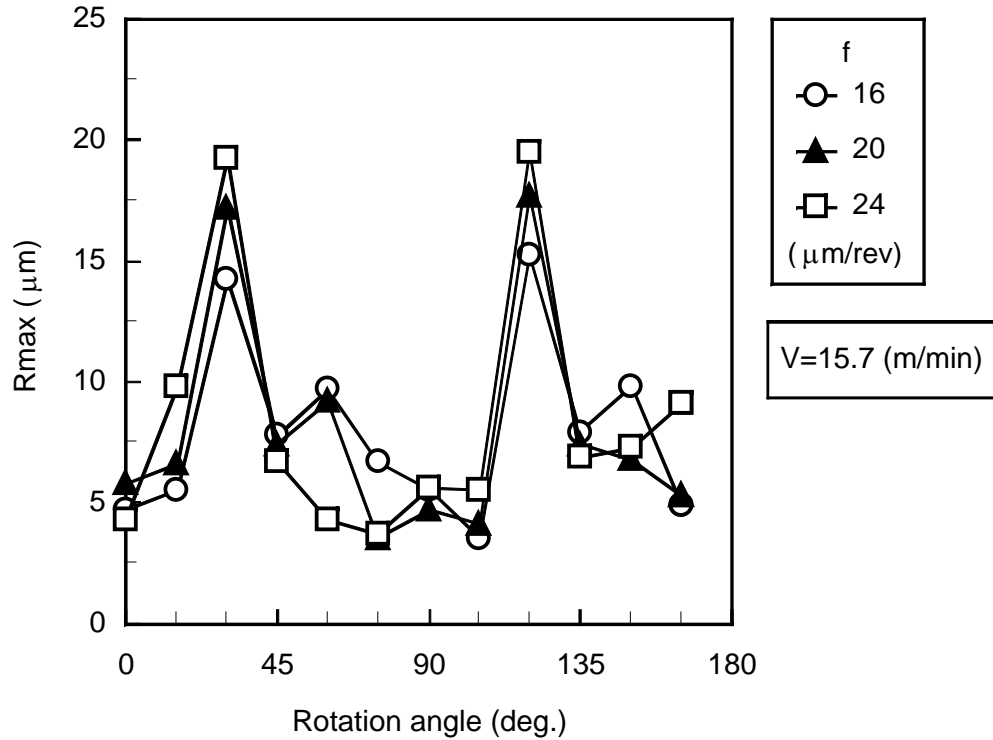 25
20
15
10
5
0
Rmax ( μm)
0 45 90 135 180
Rotation angle (deg.)
f
16
20
24
( μm/rev)
V=15.7 (m/min)